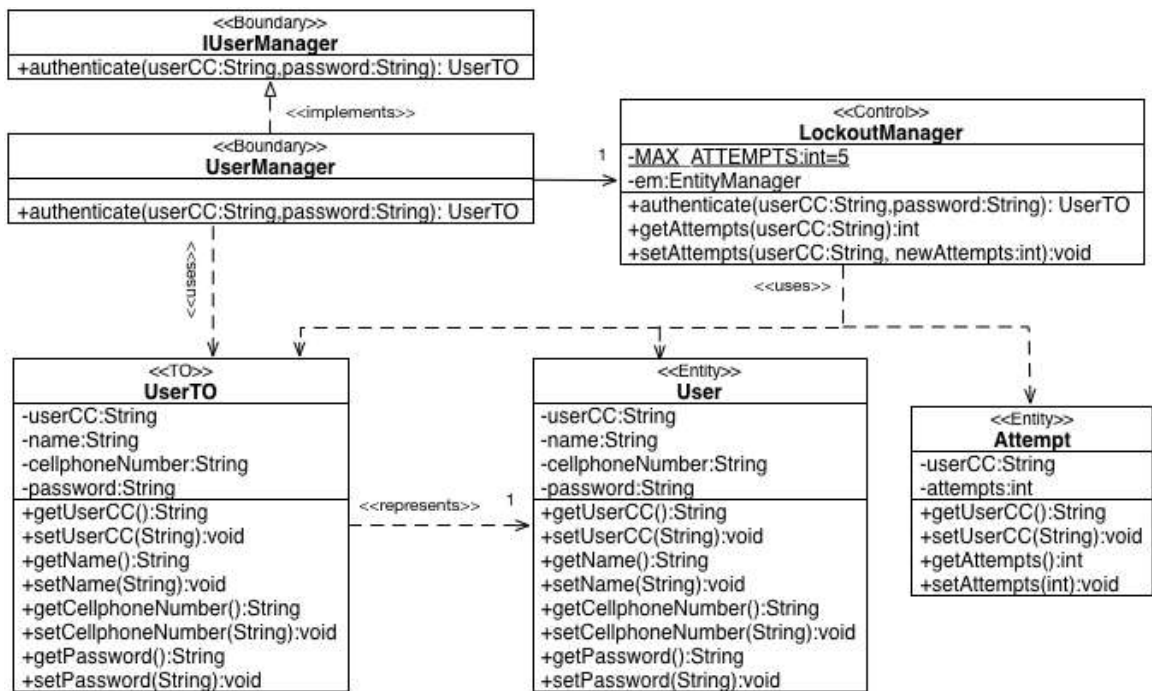 <<Boundary>>
IUserManager
+authenticate(userCC:String,password:String): UserTO
<<implements>>
<<Boundary>>
UserManager
+authenticate(userCC:String,password:String): UserTO
1
<<Control>>
LockoutManager
-MAX_ATTEMPTS:int=5
-em:EntityManager
+authenticate(userCC:String,password:String): UserTO
+getAttempts(userCC:String):int
+setAttempts(userCC:String, newAttempts:int):void
<<uses>>
<<uses>>
<<TO>>
UserTO
-userCC:String
-name:String
-cellphoneNumber:String
-password:String
+getUserCC():String
+setUserCC(String):void
+getName():String
+setName(String):void
+getCellphoneNumber():String
+setCellphoneNumber(String):void
+getPassword():String
+setPassword(String):void
<<represents>>
1
<<Entity>>
User
-userCC:String
-name:String
-cellphoneNumber:String
-password:String
+getUserCC():String
+setUserCC(String):void
+getName():String
+setName(String):void
+getCellphoneNumber():String
+setCellphoneNumber(String):void
+getPassword():String
+setPassword(String):void
<<Entity>>
Attempt
-userCC:String
-attempts:int
+getUserCC():String
+setUserCC(String):void
+getAttempts():int
+setAttempts(int):void